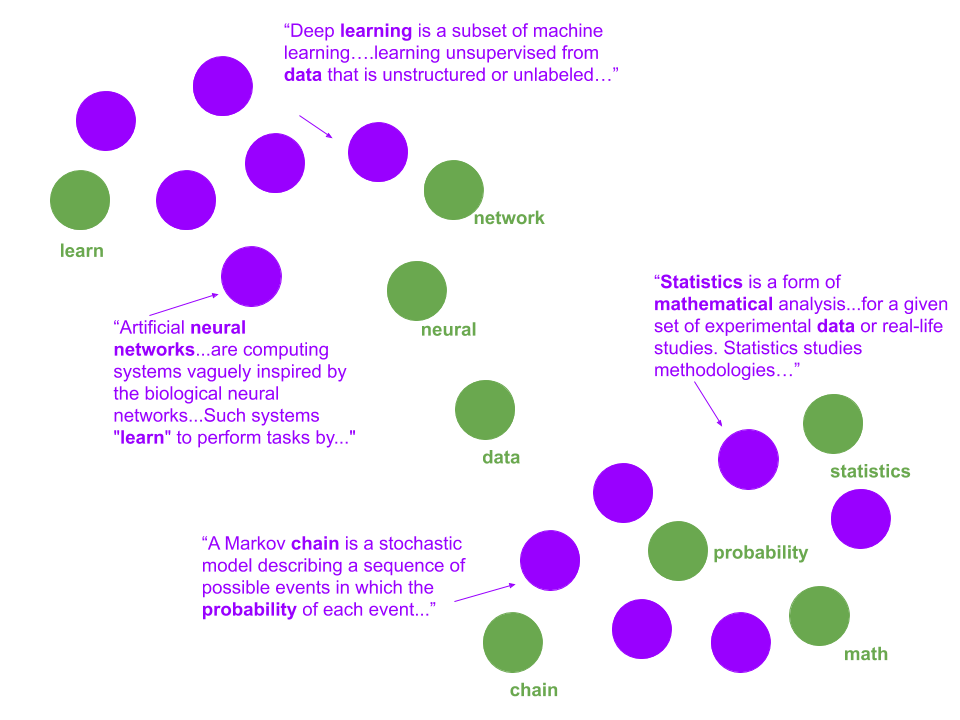 “Deep learning is a subset of machine
learning….learning unsupervised from
data that is unstructured or unlabeled…”
network
learn
“Statistics is a form of
mathematical analysis...for a given
set of experimental data or real-life
studies. Statistics studies
methodologies…”
“Artificial neural
networks...are computing
systems vaguely inspired by
the biological neural
networks...Such systems
"learn" to perform tasks by..."
neural
data
statistics
“A Markov chain is a stochastic
model describing a sequence of
possible events in which the
probability of each event...”
probability
math
chain